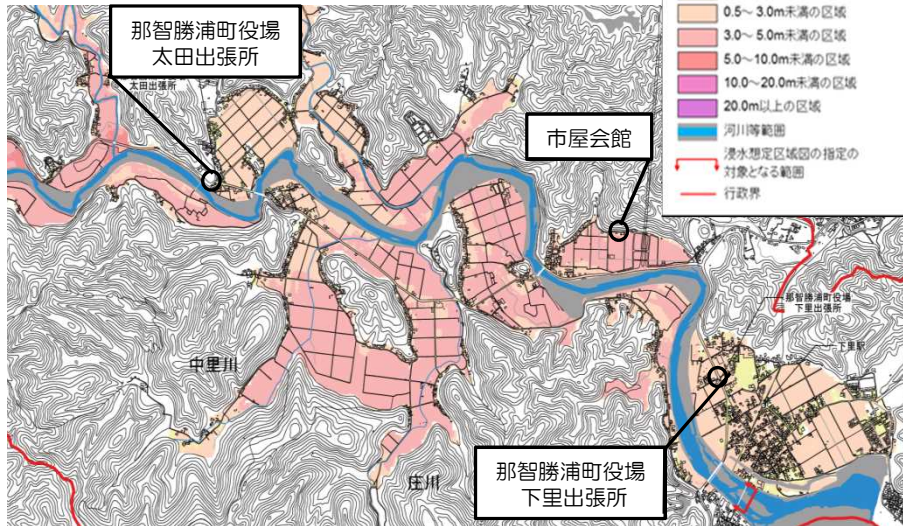 0.5～3.0m未満の区域
3.0～5.0m未満の区域
5.0～10.0m未満の区域
10.0～20.0m未満の区域
20.0m以上の区域
河川等範囲
浸水想定区域図の指定の
対象となる範囲
行政界
那智勝浦町役場
太田出張所
太田出張所
市屋会館
那智勝浦町役場
下里出張所
下里駅
中里川
庄川
那智勝浦町役場
下里出張所